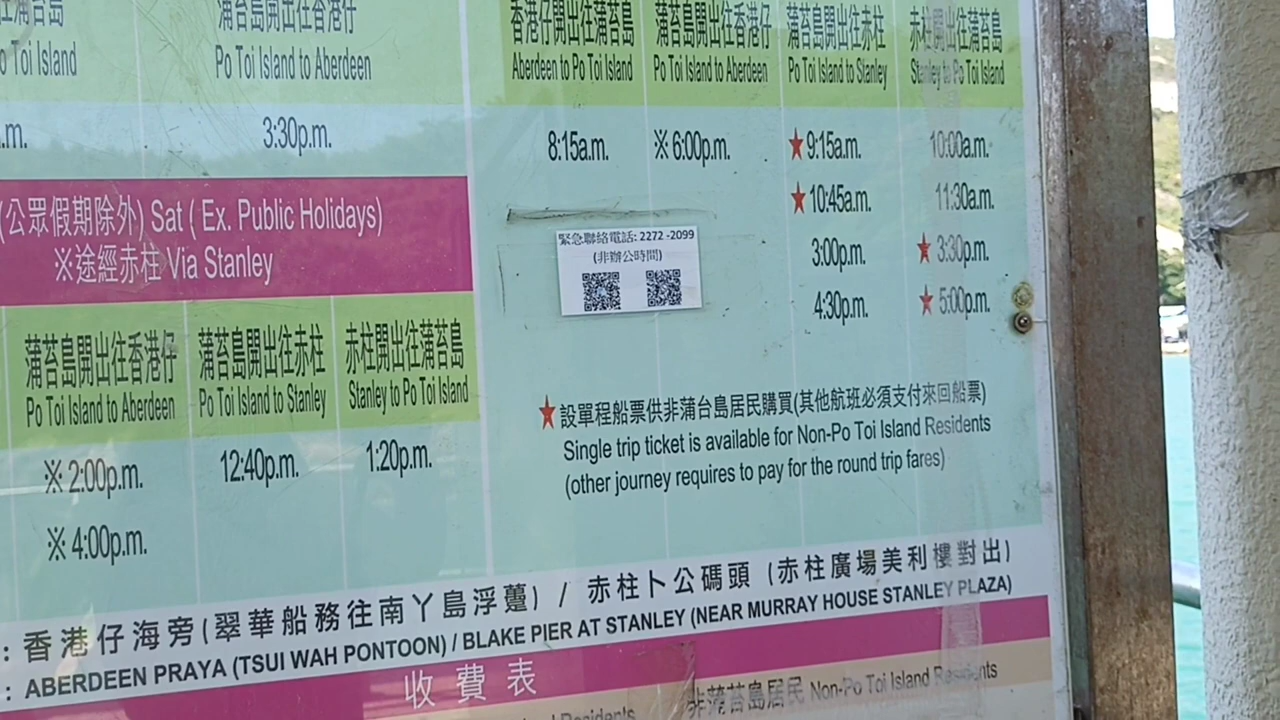 蒲苔島開出往香港仔
o Toi Island
Po Toi Island to Aberdeen
.m.
3:30p.m.
(公眾假期除外) Sat ( Ex. Public Holidays)
※途經赤柱 Via Stanley
蒲苔島開出往香港仔 蒲苔島開出往赤柱 赤柱開出往蒲苔島
Po Toi Island to Aberdeen Po Toi Island to Stanley Stanley to Po Toi Island
※ 2:00p.m. 12:40p.m. 1:20p.m.
※ 4:00p.m.
香港仔開出往蒲苔島 蒲苔島開出往香港仔 蒲苔島開出往赤柱 赤柱開出往蒲苔島
Aberdeen to Po Toi Island Po Toi Island to Aberdeen Po Toi Island to Stanley Stanley to Po Toi Island
8:15a.m. ※ 6:00p.m. ★ 9:15a.m. 10:00a.m.
★ 10:45a.m. 11:30a.m.
3:00p.m. ★ 3:30p.m.
4:30p.m. ★ 5:00p.m.
緊急聯絡電話: 2272 -2099
(非辦公時間)
★ 設單程船票供非蒲台島居民購買(其他航班必須支付來回船票)
Single trip ticket is available for Non-Po Toi Island Residents
(other journey requires to pay for the round trip fares)
: 香港仔海旁(翠華船務往南丫島浮躉) / 赤柱卜公碼頭 (赤柱廣場美利樓對出)
: ABERDEEN PRAYA (TSUI WAH PONTOON) / BLAKE PIER AT STANLEY (NEAR MURRAY HOUSE STANLEY PLAZA)
收費表
Residents
非蒲苔島居民 Non-Po Toi Island Residents